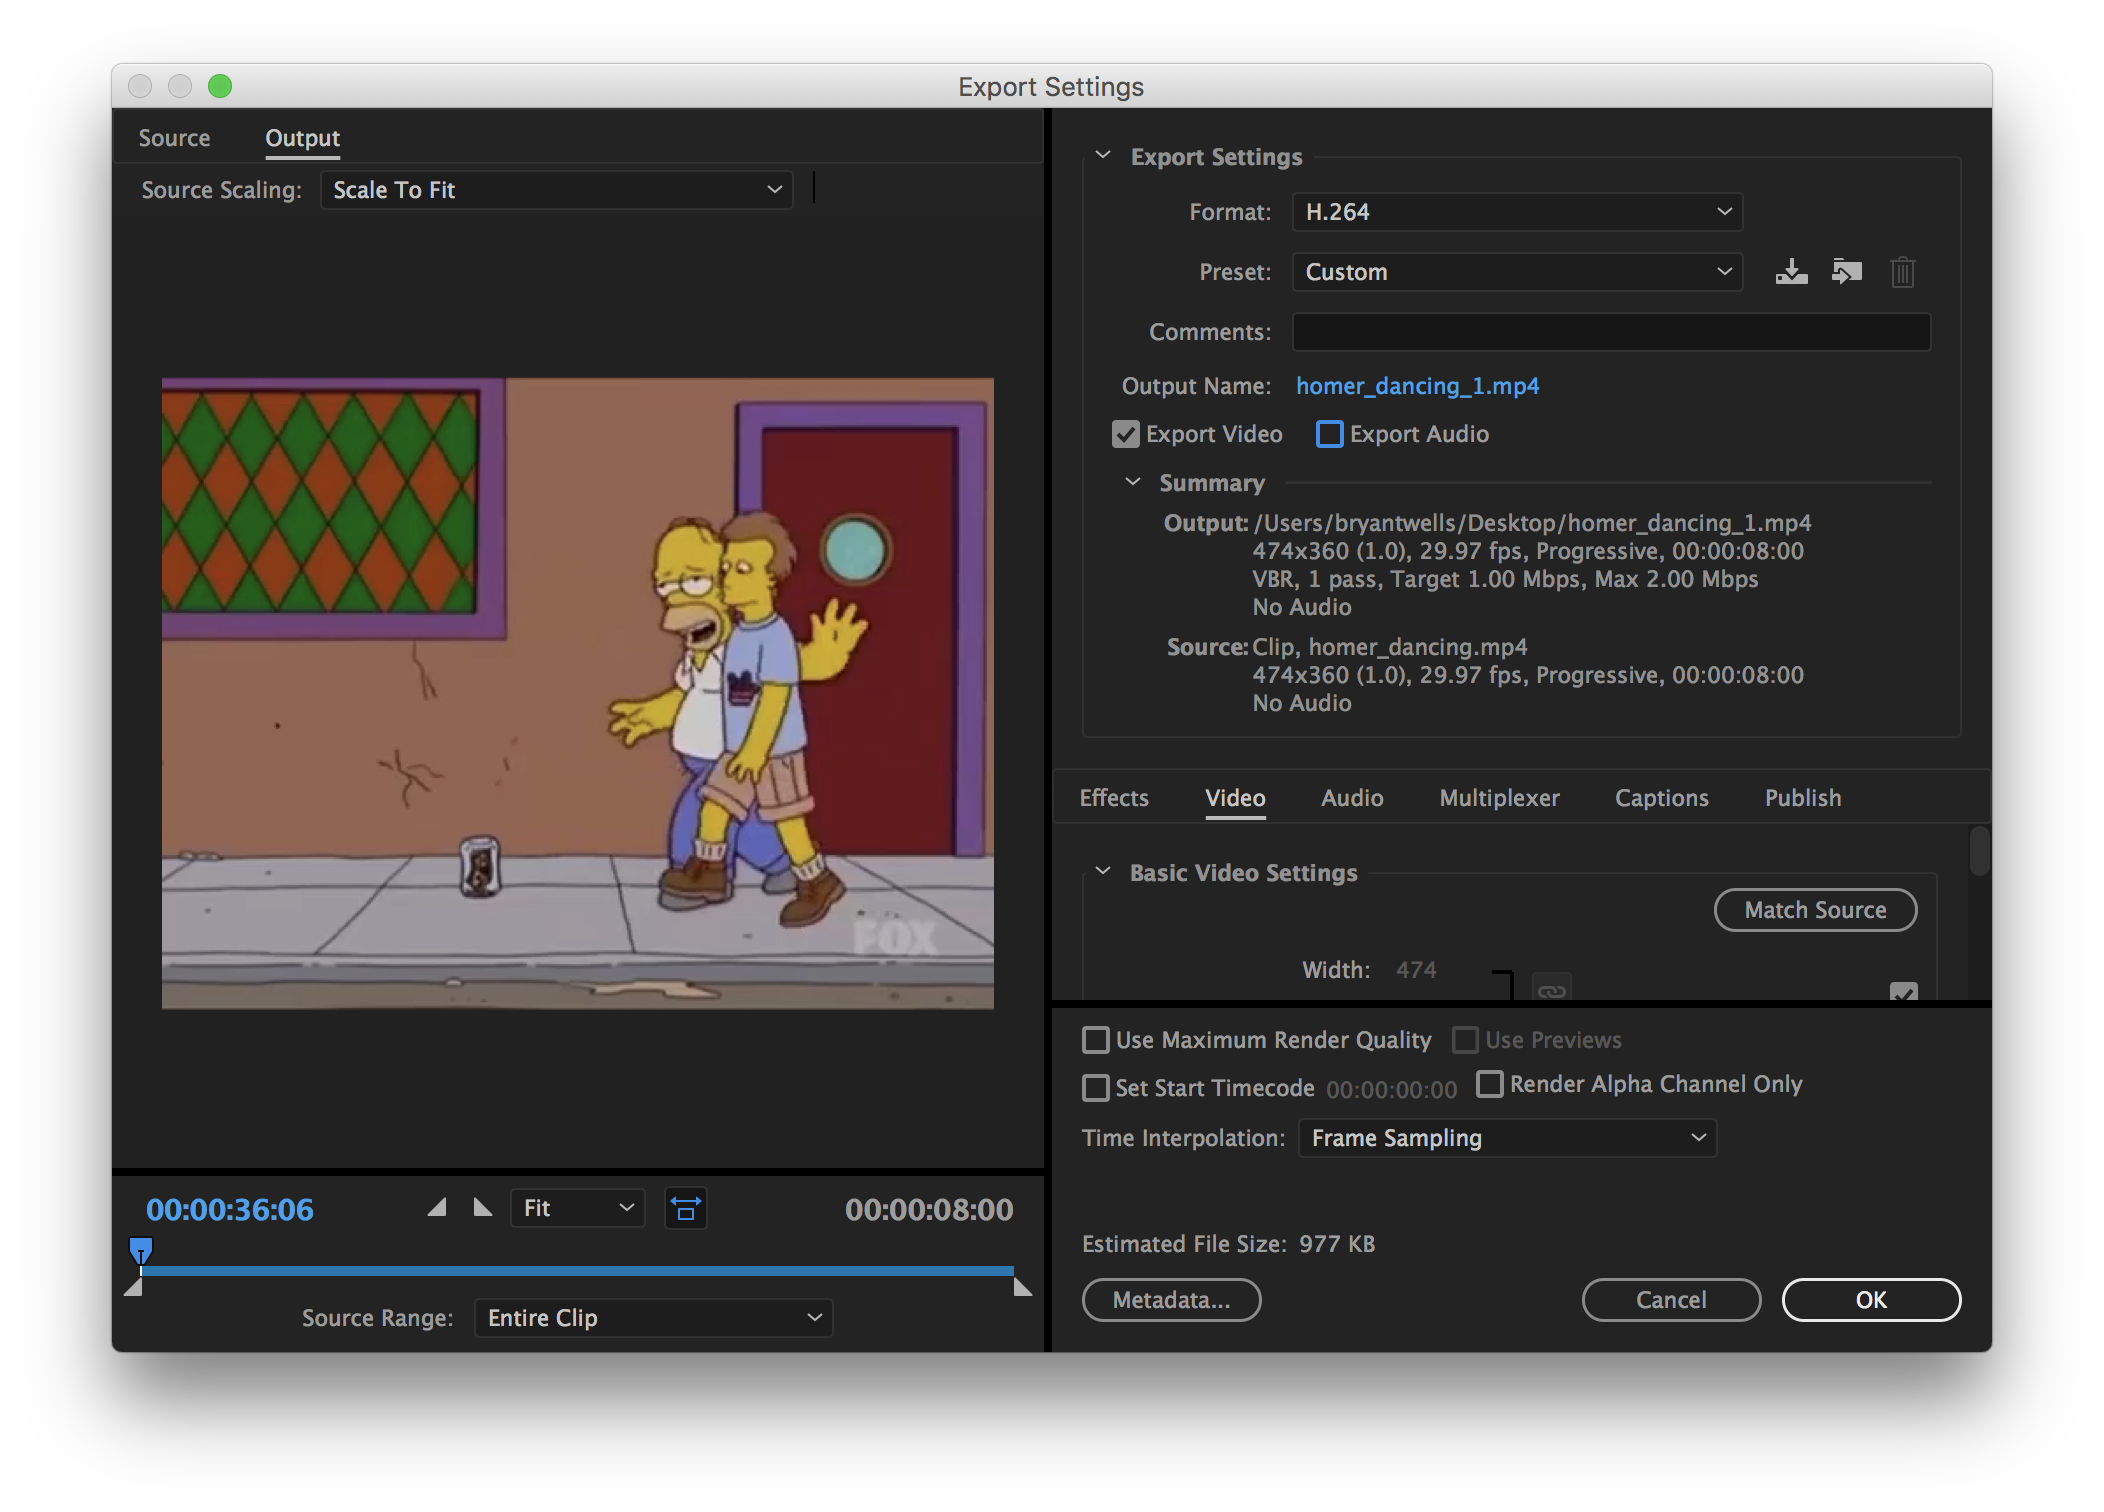 Export Settings
Source Output
Source Scaling: Scale To Fit
FOX
00:00:36:06 Fit 00:00:08:00
Source Range: Entire Clip
Export Settings
Format: H.264
Preset: Custom
Comments:
Output Name: homer_dancing_1.mp4
Export Video Export Audio
Summary
Output: /Users/bryantwells/Desktop/homer_dancing_1.mp4
474x360 (1.0), 29.97 fps, Progressive, 00:00:08:00
VBR, 1 pass, Target 1.00 Mbps, Max 2.00 Mbps
No Audio
Source: Clip, homer_dancing.mp4
474x360 (1.0), 29.97 fps, Progressive, 00:00:08:00
No Audio
Effects Video Audio Multiplexer Captions Publish
Basic Video Settings
Match Source
Width: 474
Use Maximum Render Quality Use Previews
Set Start Timecode 00:00:00:00 Render Alpha Channel Only
Time Interpolation: Frame Sampling
Estimated File Size: 977 KB
Metadata... Cancel OK